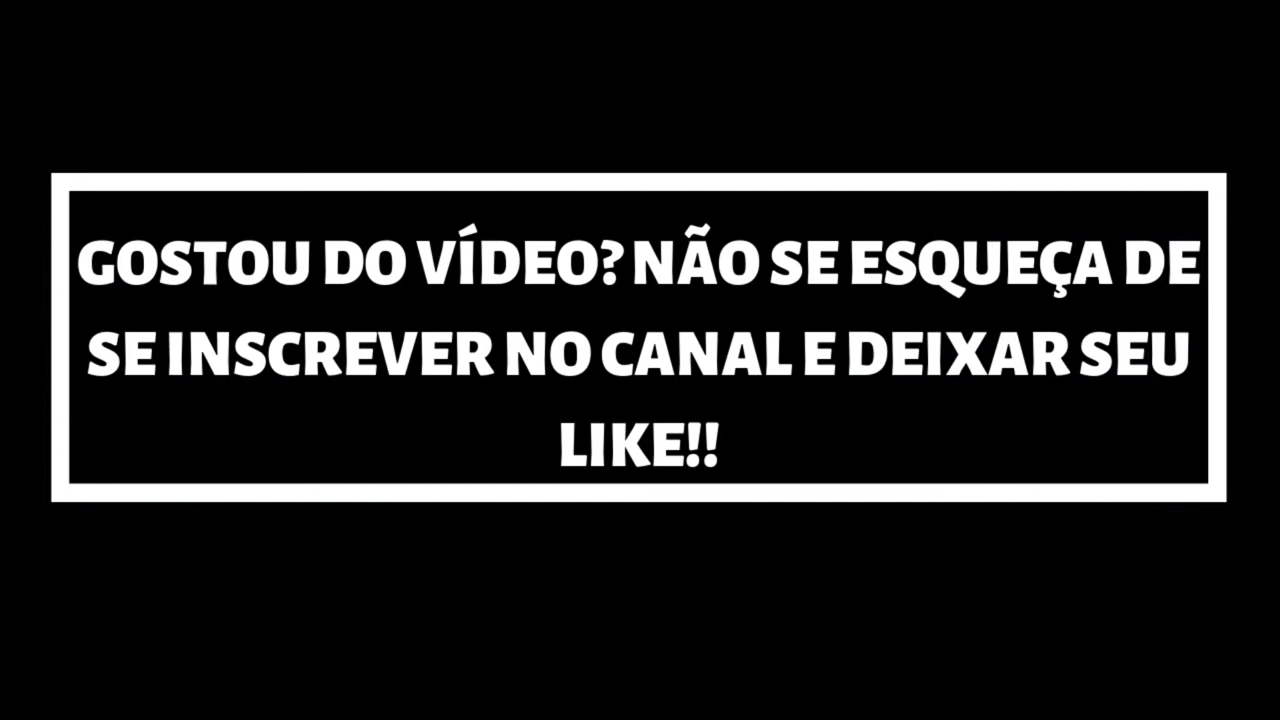 GOSTOU DO VÍDEO? NÃO SE ESQUEÇA DE
SE INSCREVER NO CANAL E DEIXAR SEU
LIKE!!